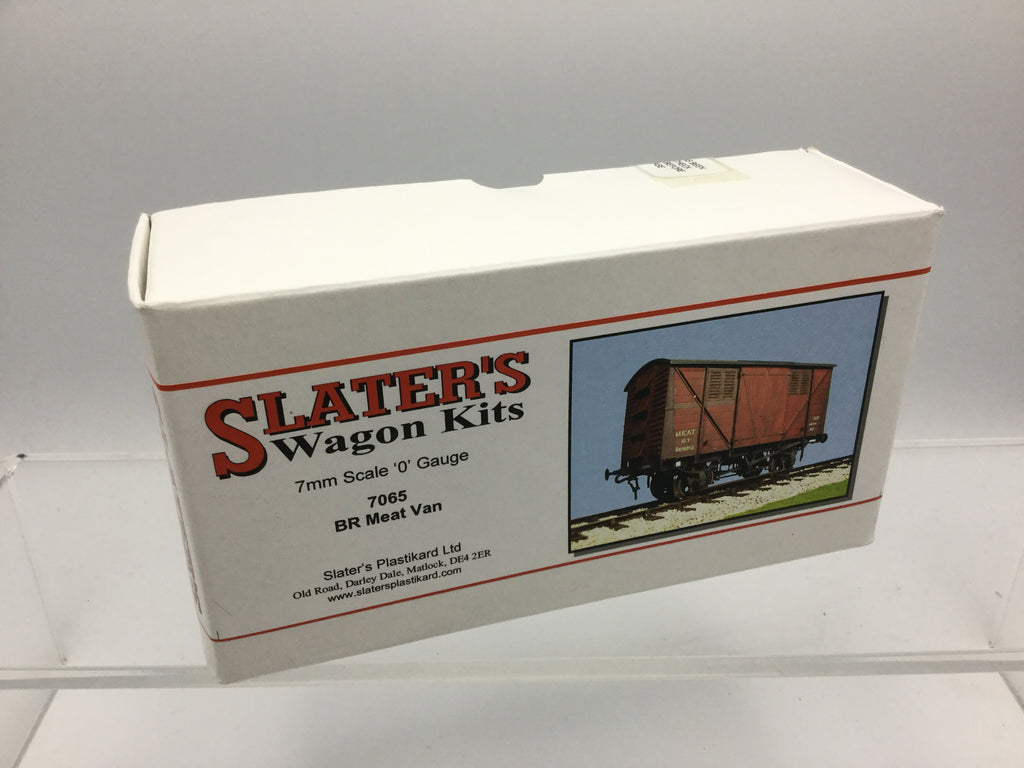 SLATER'S
Wagon Kits
7mm Scale '0' Gauge
7065
BR Meat Van
Slater's Plastikard Ltd
Old Road, Darley Dale, Matlock, DE4 2ER
www.slatersplastikard.com
MEAT